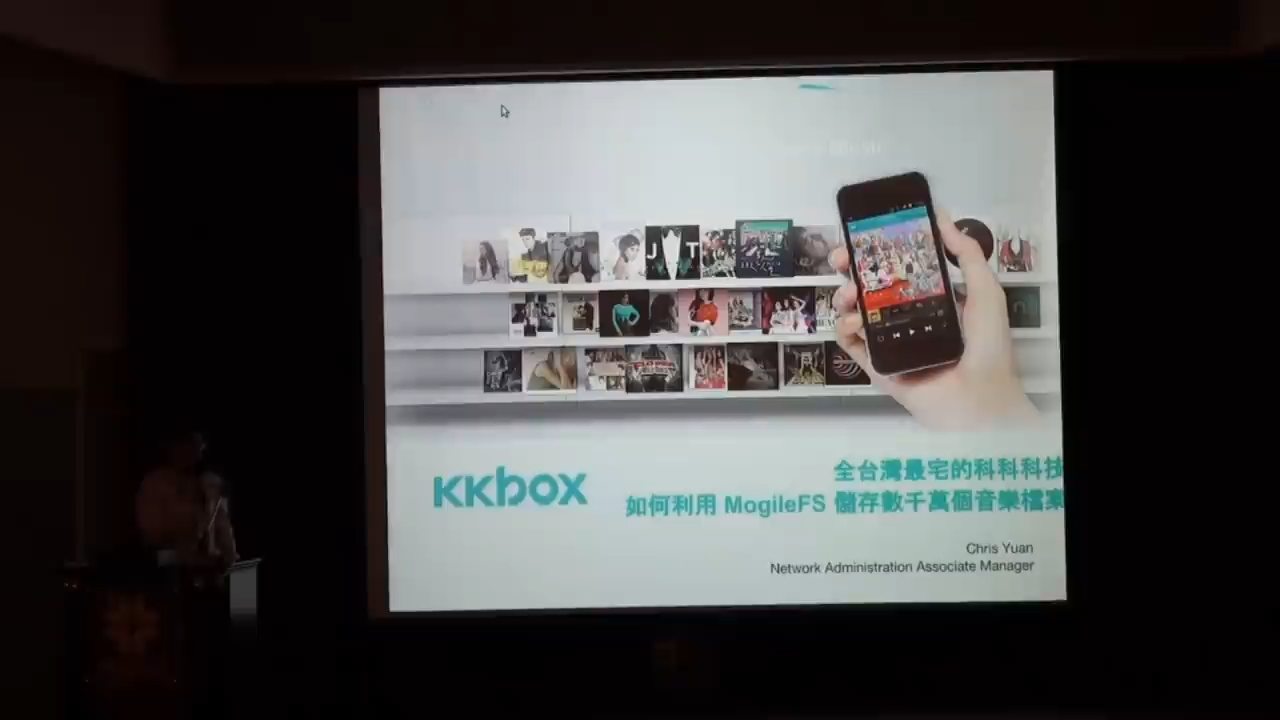 J T
KKBOX
全台灣最宅的科科科技
如何利用 MogileFS 儲存數千萬個音樂檔案
Chris Yuan
Network Administration Associate Manager